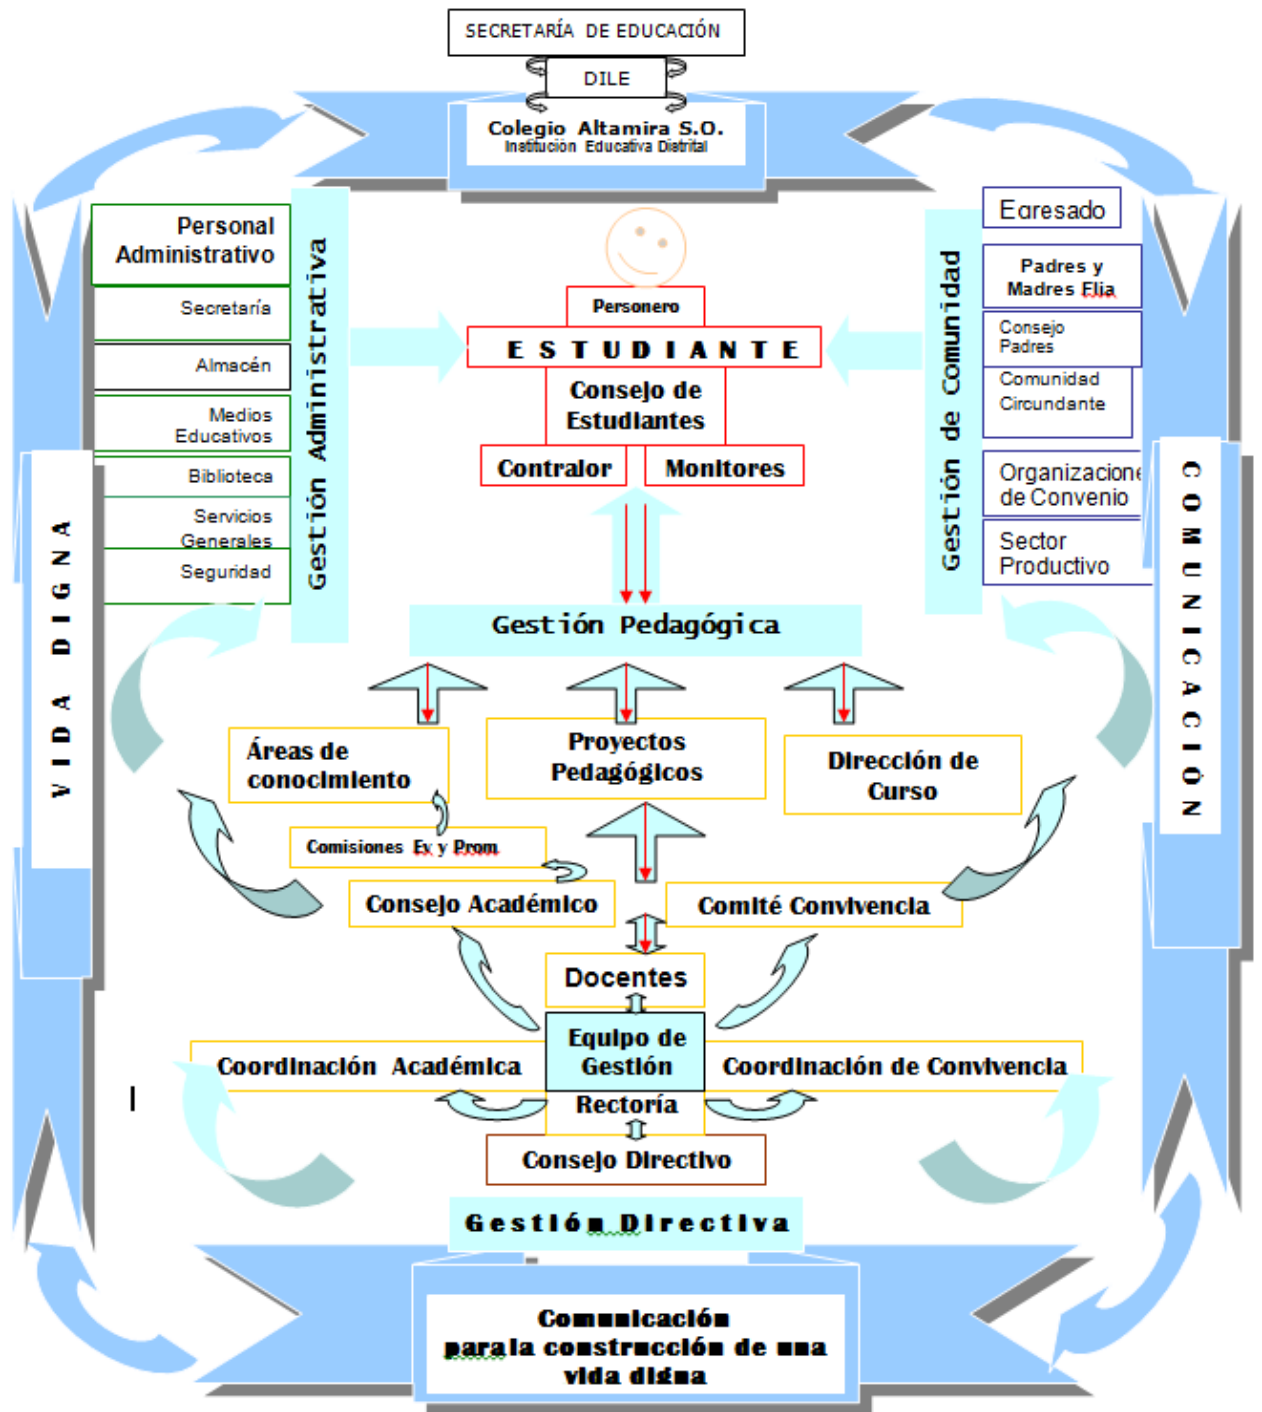 SECRETARÍA DE EDUCACIÓN
DILE
Colegio Altamira S.O.
Institución Educativa Distrital
Personal
Administrativo
Secretaría
Almacén
Medios
Educativos
Biblioteca
Servicios
Generales
Seguridad
Gestión Administrativa
Personero
ESTUDIANTE
Consejo de
Estudiantes
Contralor
Monitores
Gestión de Comunidad
Egresado
Padres y
Madres Flia
Consejo
Padres
Comunidad
Circundante
Organizacione
de Convenio
Sector
Productivo
VIDA DIGNA
COMUNICACIÓN
Gestión Pedagógica
Áreas de
conocimiento
Proyectos
Pedagógicos
Dirección de
Curso
Comisiones Ev y Prom
Consejo Académico
Comité Convivencia
Docentes
Equipo de
Gestión
Coordinación Académica
Coordinación de Convivencia
Rectoría
Consejo Directivo
Gestión Directiva
Comunicación
para la construcción de una
vida digna